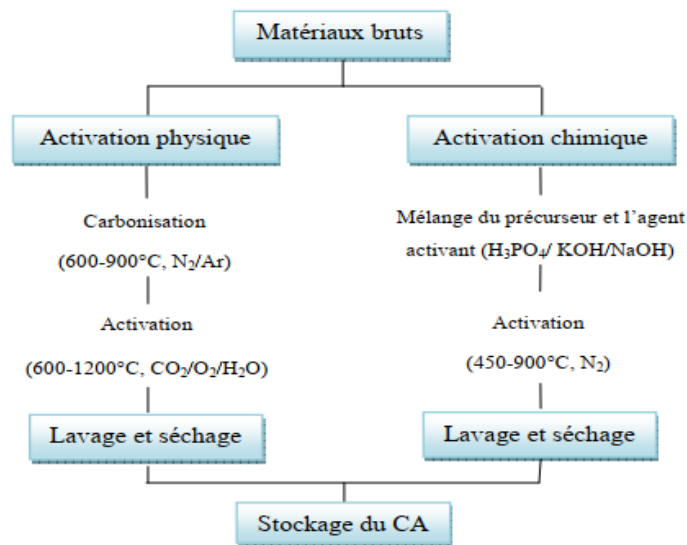 Matériaux bruts
Activation physique
Carbonisation
(600-900°C, N₂/Ar)
Activation
(600-1200°C, CO₂/O₂/H₂O)
Lavage et séchage
Activation chimique
Mélange du précurseur et l’agent
activant (H₃PO₄/ KOH/NaOH)
Activation
(450-900°C, N₂)
Lavage et séchage
Stockage du CA